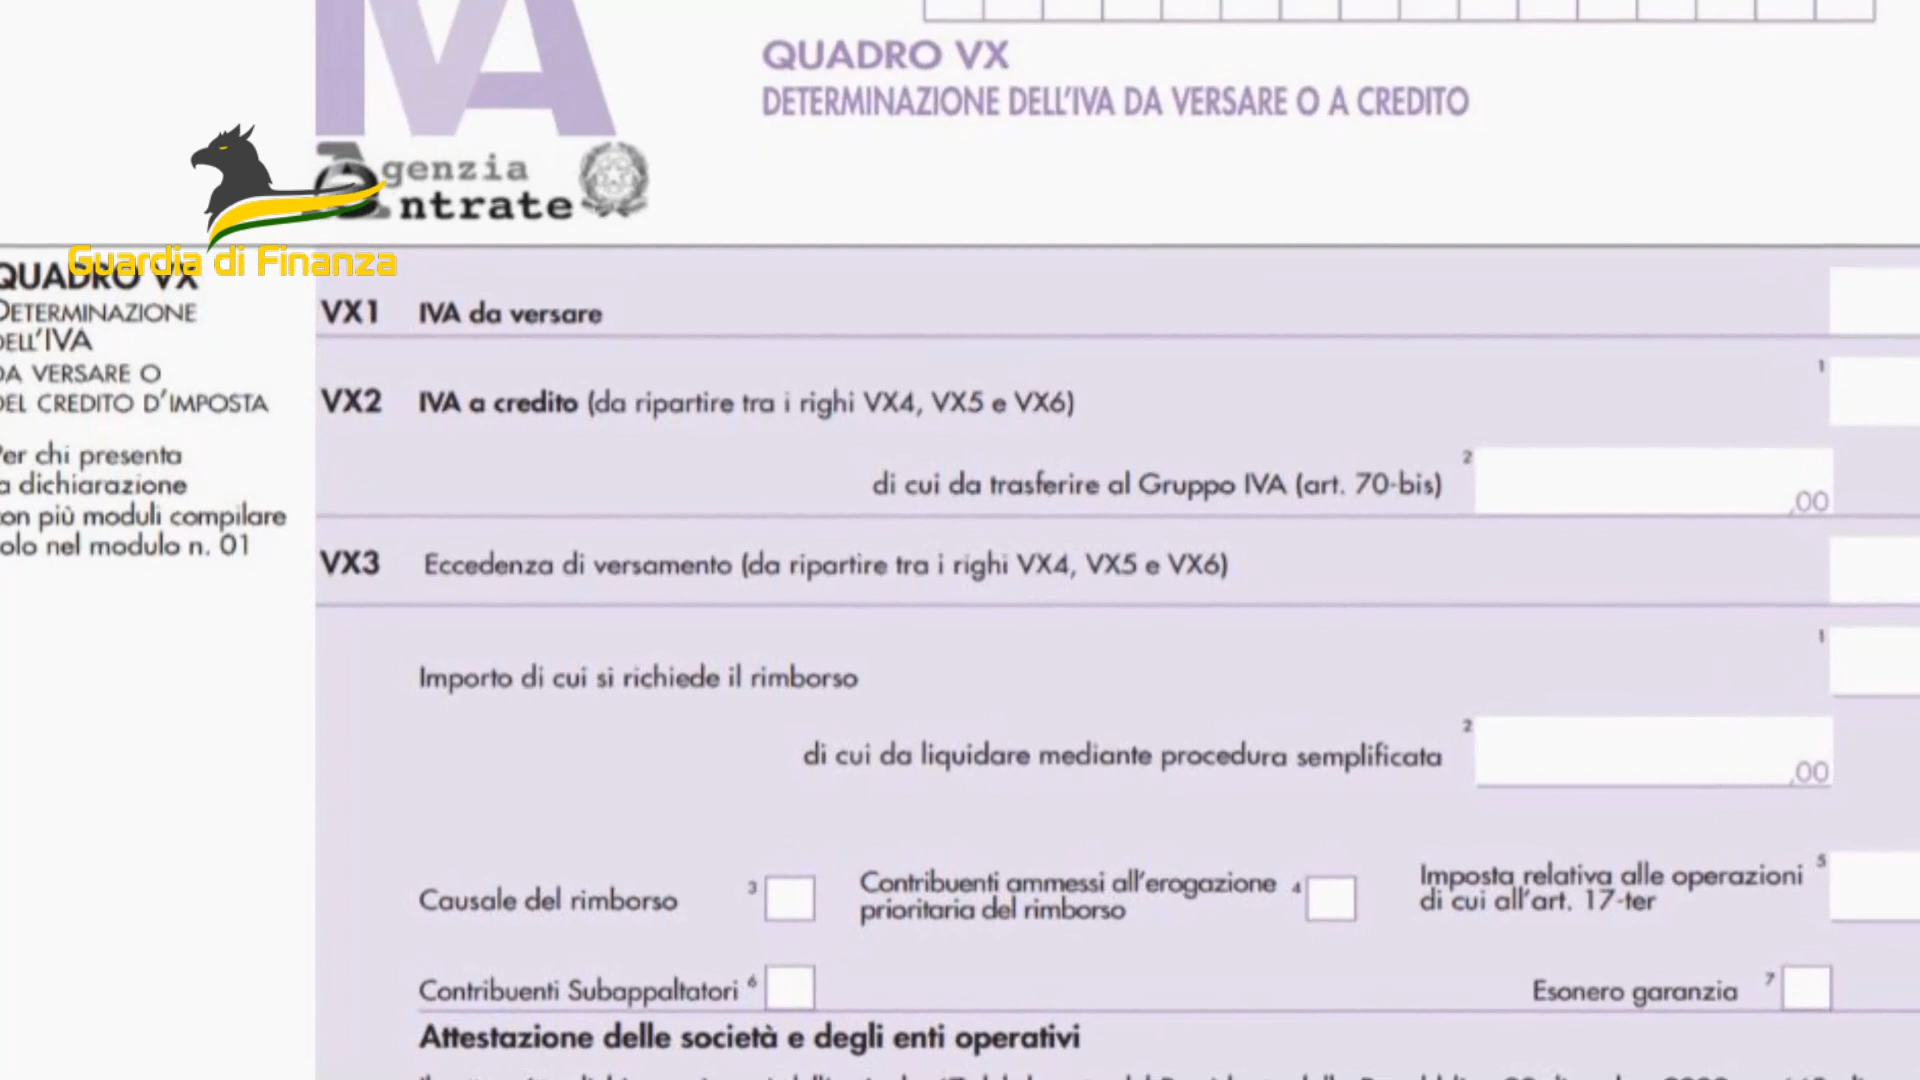 IVA
QUADRO VX
DETERMINAZIONE DELL'IVA DA VERSARE O A CREDITO
Agenzia
Entrate
Guardia di Finanza
QUADRO VX
DETERMINAZIONE
DELL'IVA
DA VERSARE O
DEL CREDITO D'IMPOSTA
Per chi presenta
la dichiarazione
con più moduli compilare
solo nel modulo n. 01
VX1 IVA da versare
VX2 IVA a credito (da ripartire tra i righi VX4, VX5 e VX6) 1
di cui da trasferire al Gruppo IVA (art. 70-bis) 2 ,00
VX3 Eccedenza di versamento (da ripartire tra i righi VX4, VX5 e VX6)
Importo di cui si richiede il rimborso 1
di cui da liquidare mediante procedura semplificata 2 ,00
Causale del rimborso 3
Contribuenti ammessi all'erogazione 4
prioritaria del rimborso
Imposta relativa alle operazioni 5
di cui all'art. 17-ter
Contribuenti Subappaltatori 6
Esonero garanzia 7
Attestazione delle società e degli enti operativi